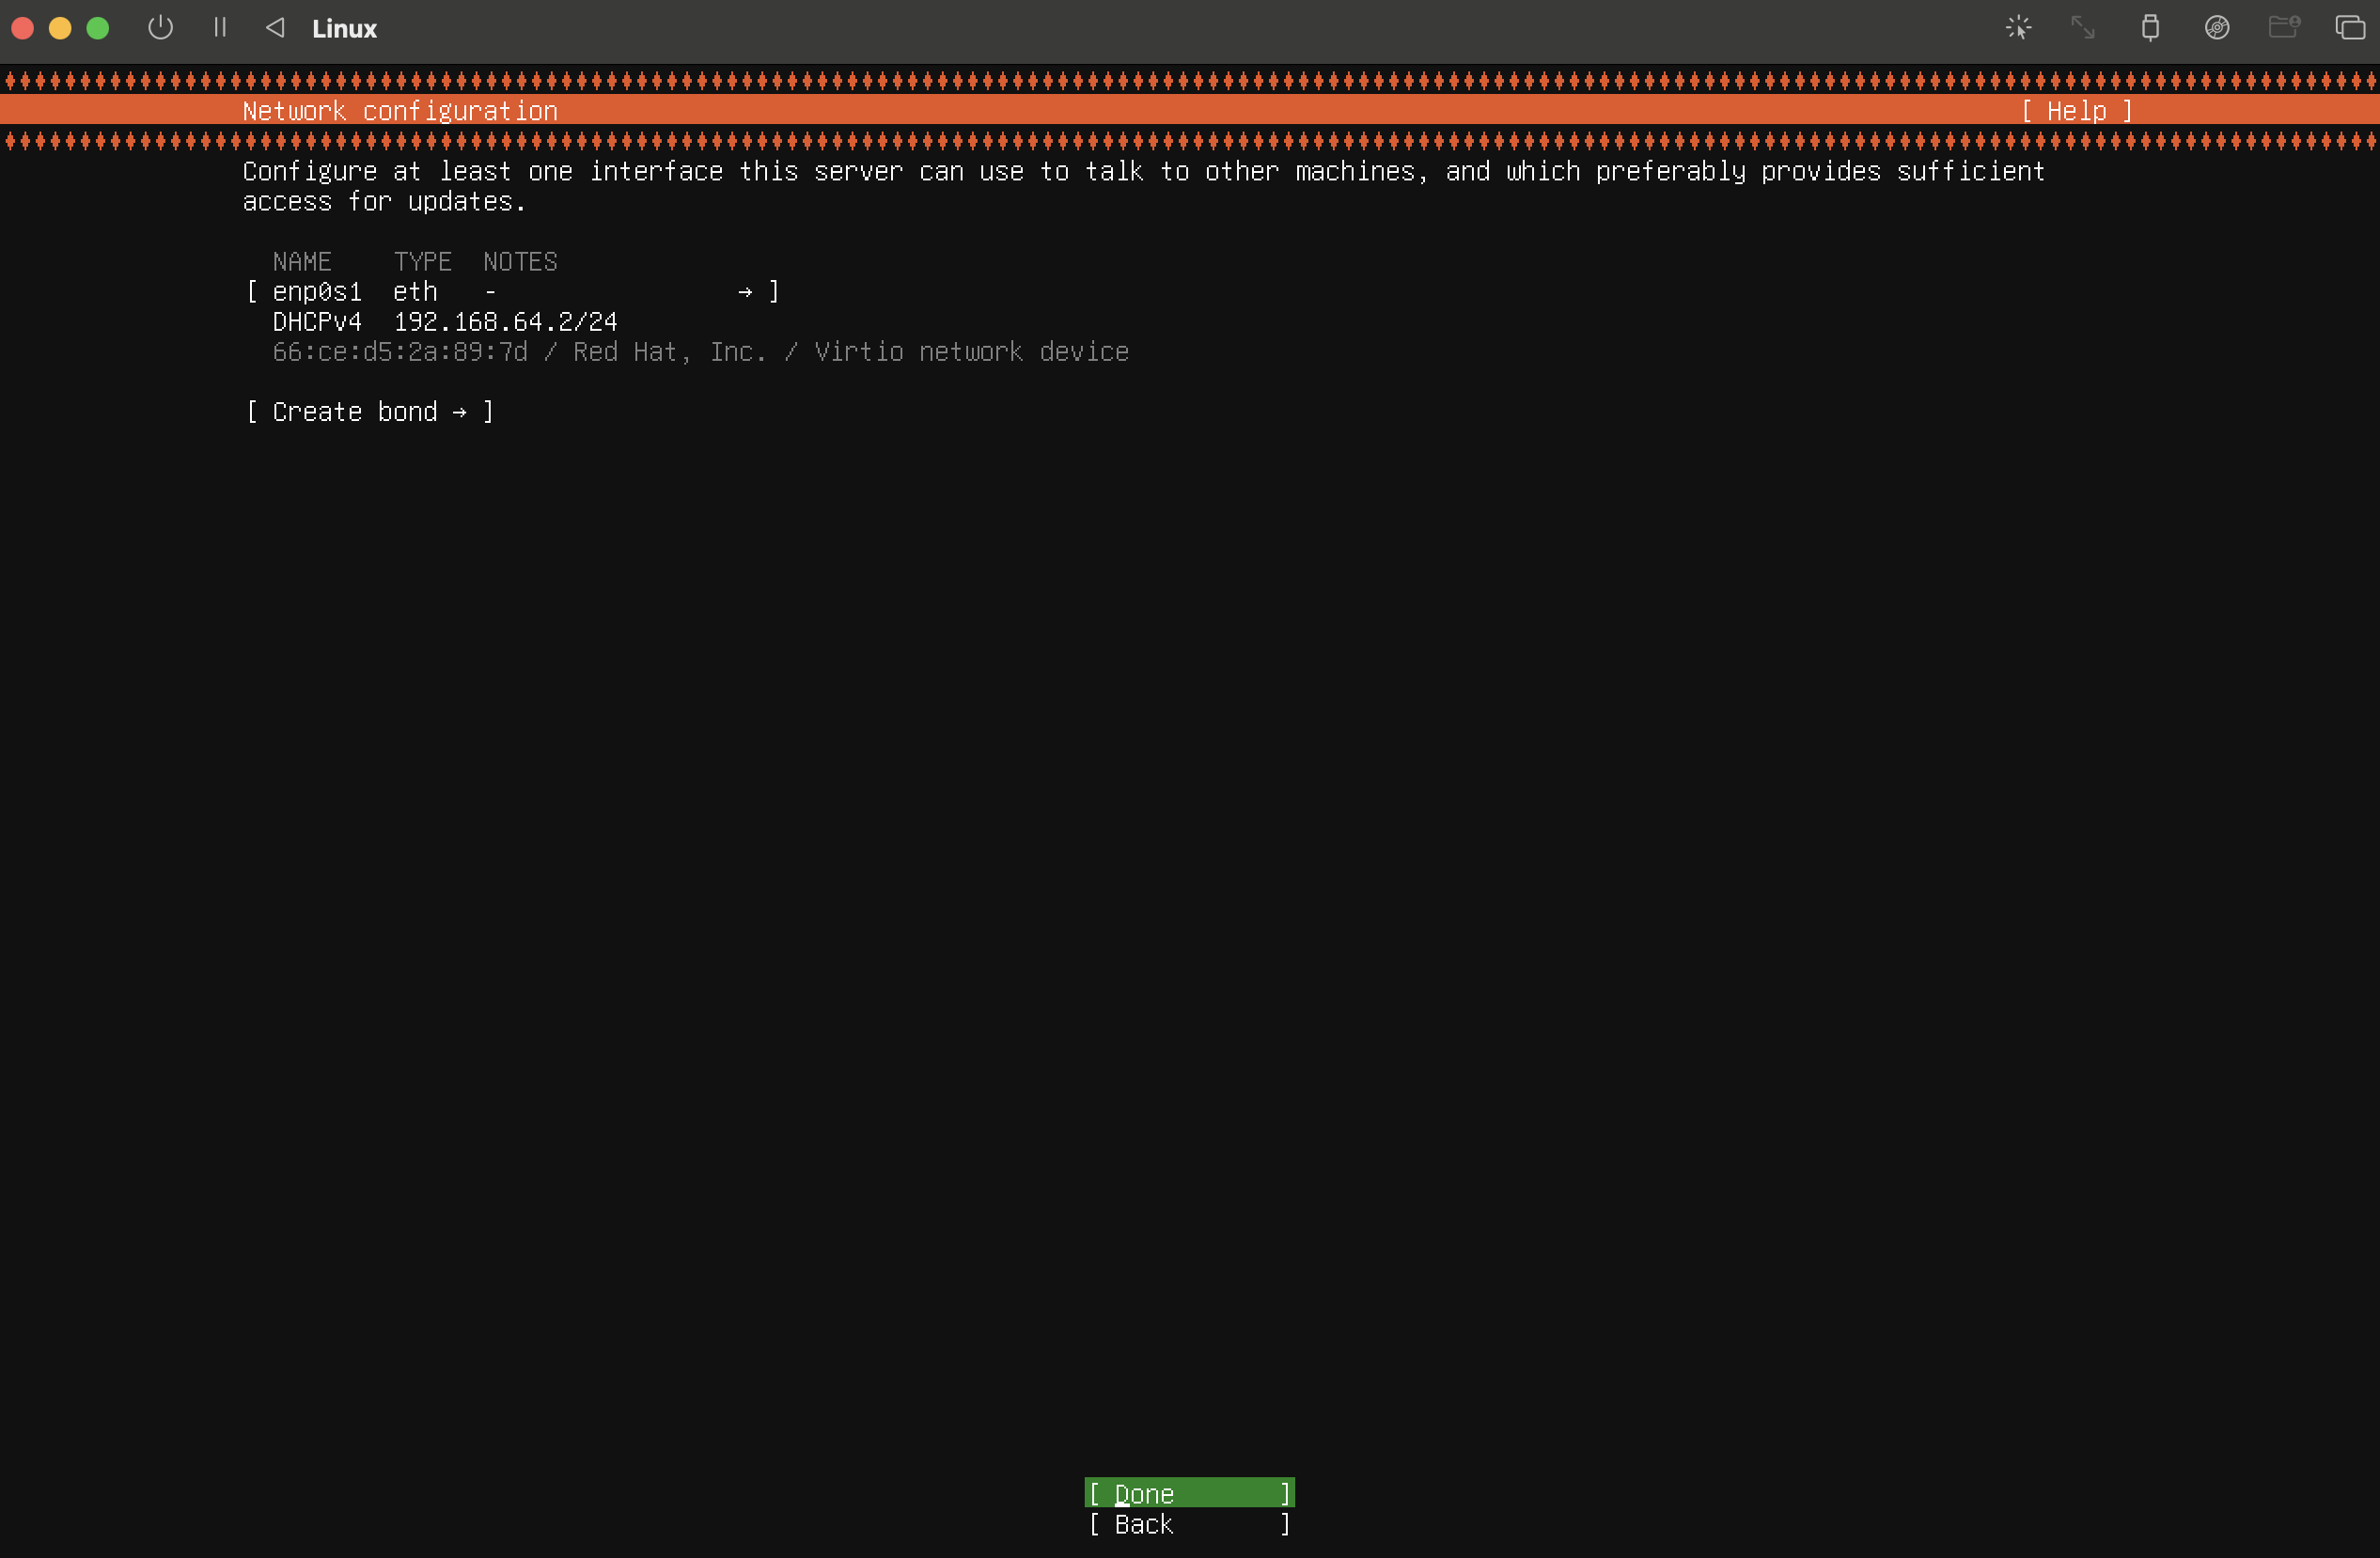 Linux
Network configuration [ Help ]
Configure at least one interface this server can use to talk to other machines, and which preferably provides sufficient
access for updates.
NAME TYPE NOTES
[ enp0s1 eth - → ]
DHCPv4 192.168.64.2/24
66:ce:d5:2a:89:7d / Red Hat, Inc. / Virtio network device
[ Create bond → ]
[ Done ]
[ Back ]